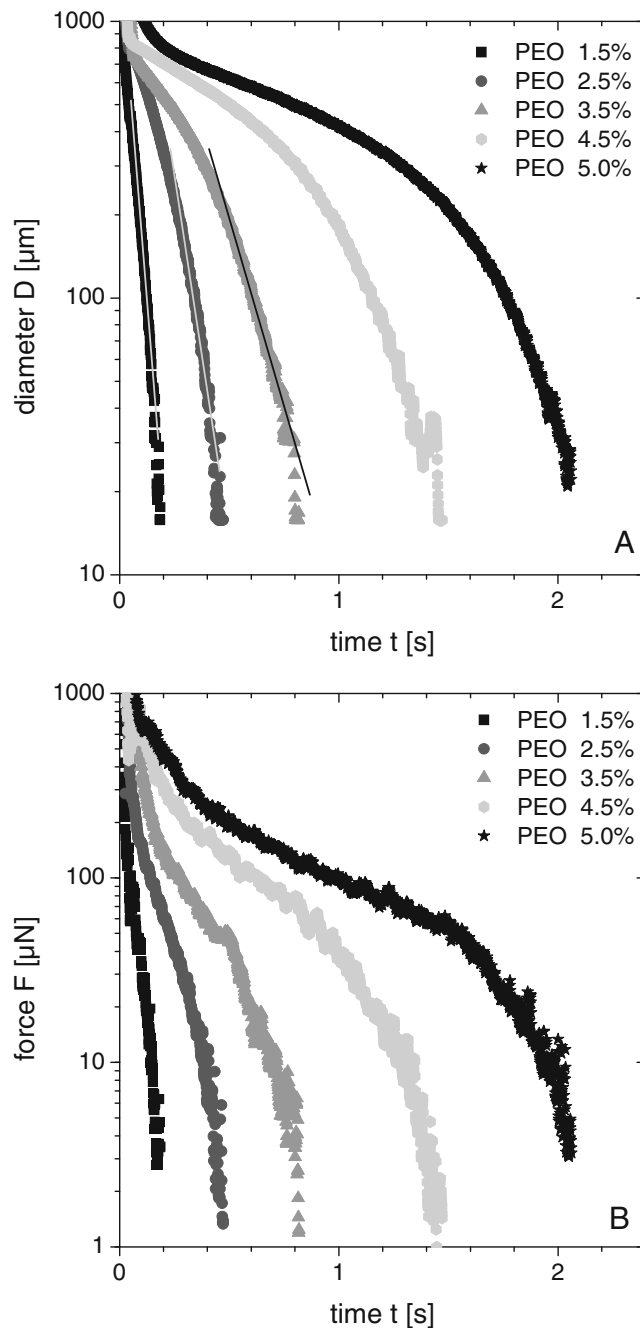 1000
PEO 1.5%
PEO 2.5%
PEO 3.5%
PEO 4.5%
PEO 5.0%
diameter D [µm]
100
10
A
0
1
2
time t [s]
1000
PEO 1.5%
PEO 2.5%
PEO 3.5%
PEO 4.5%
PEO 5.0%
force F [µN]
100
10
1
B
0
1
2
time t [s]